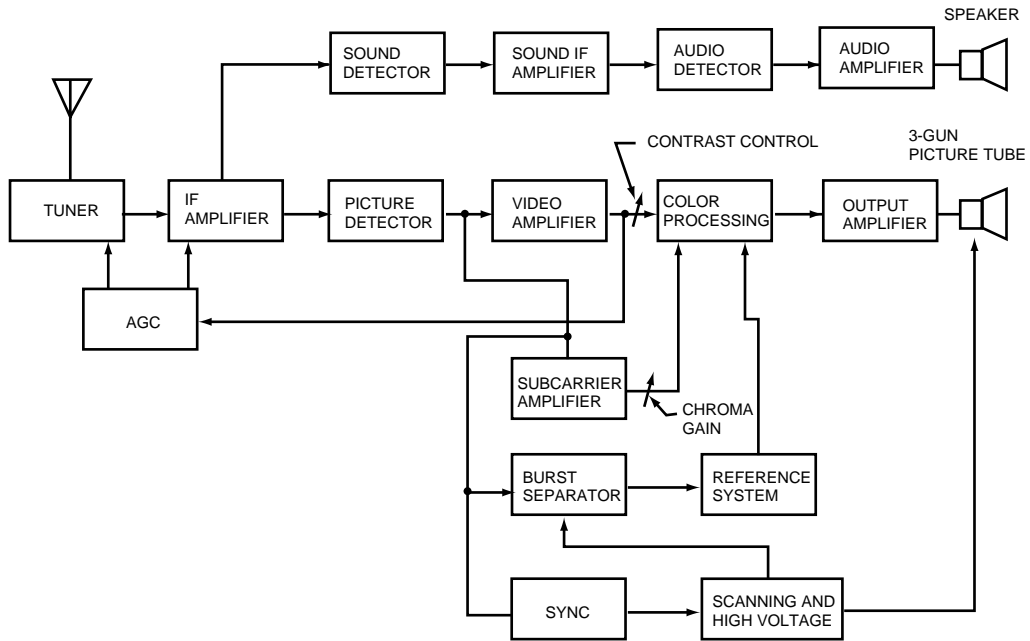 SPEAKER
SOUND
DETECTOR
SOUND IF
AMPLIFIER
AUDIO
DETECTOR
AUDIO
AMPLIFIER
CONTRAST CONTROL
3-GUN
PICTURE TUBE
TUNER
IF
AMPLIFIER
PICTURE
DETECTOR
VIDEO
AMPLIFIER
COLOR
PROCESSING
OUTPUT
AMPLIFIER
AGC
SUBCARRIER
AMPLIFIER
CHROMA
GAIN
BURST
SEPARATOR
REFERENCE
SYSTEM
SYNC
SCANNING AND
HIGH VOLTAGE